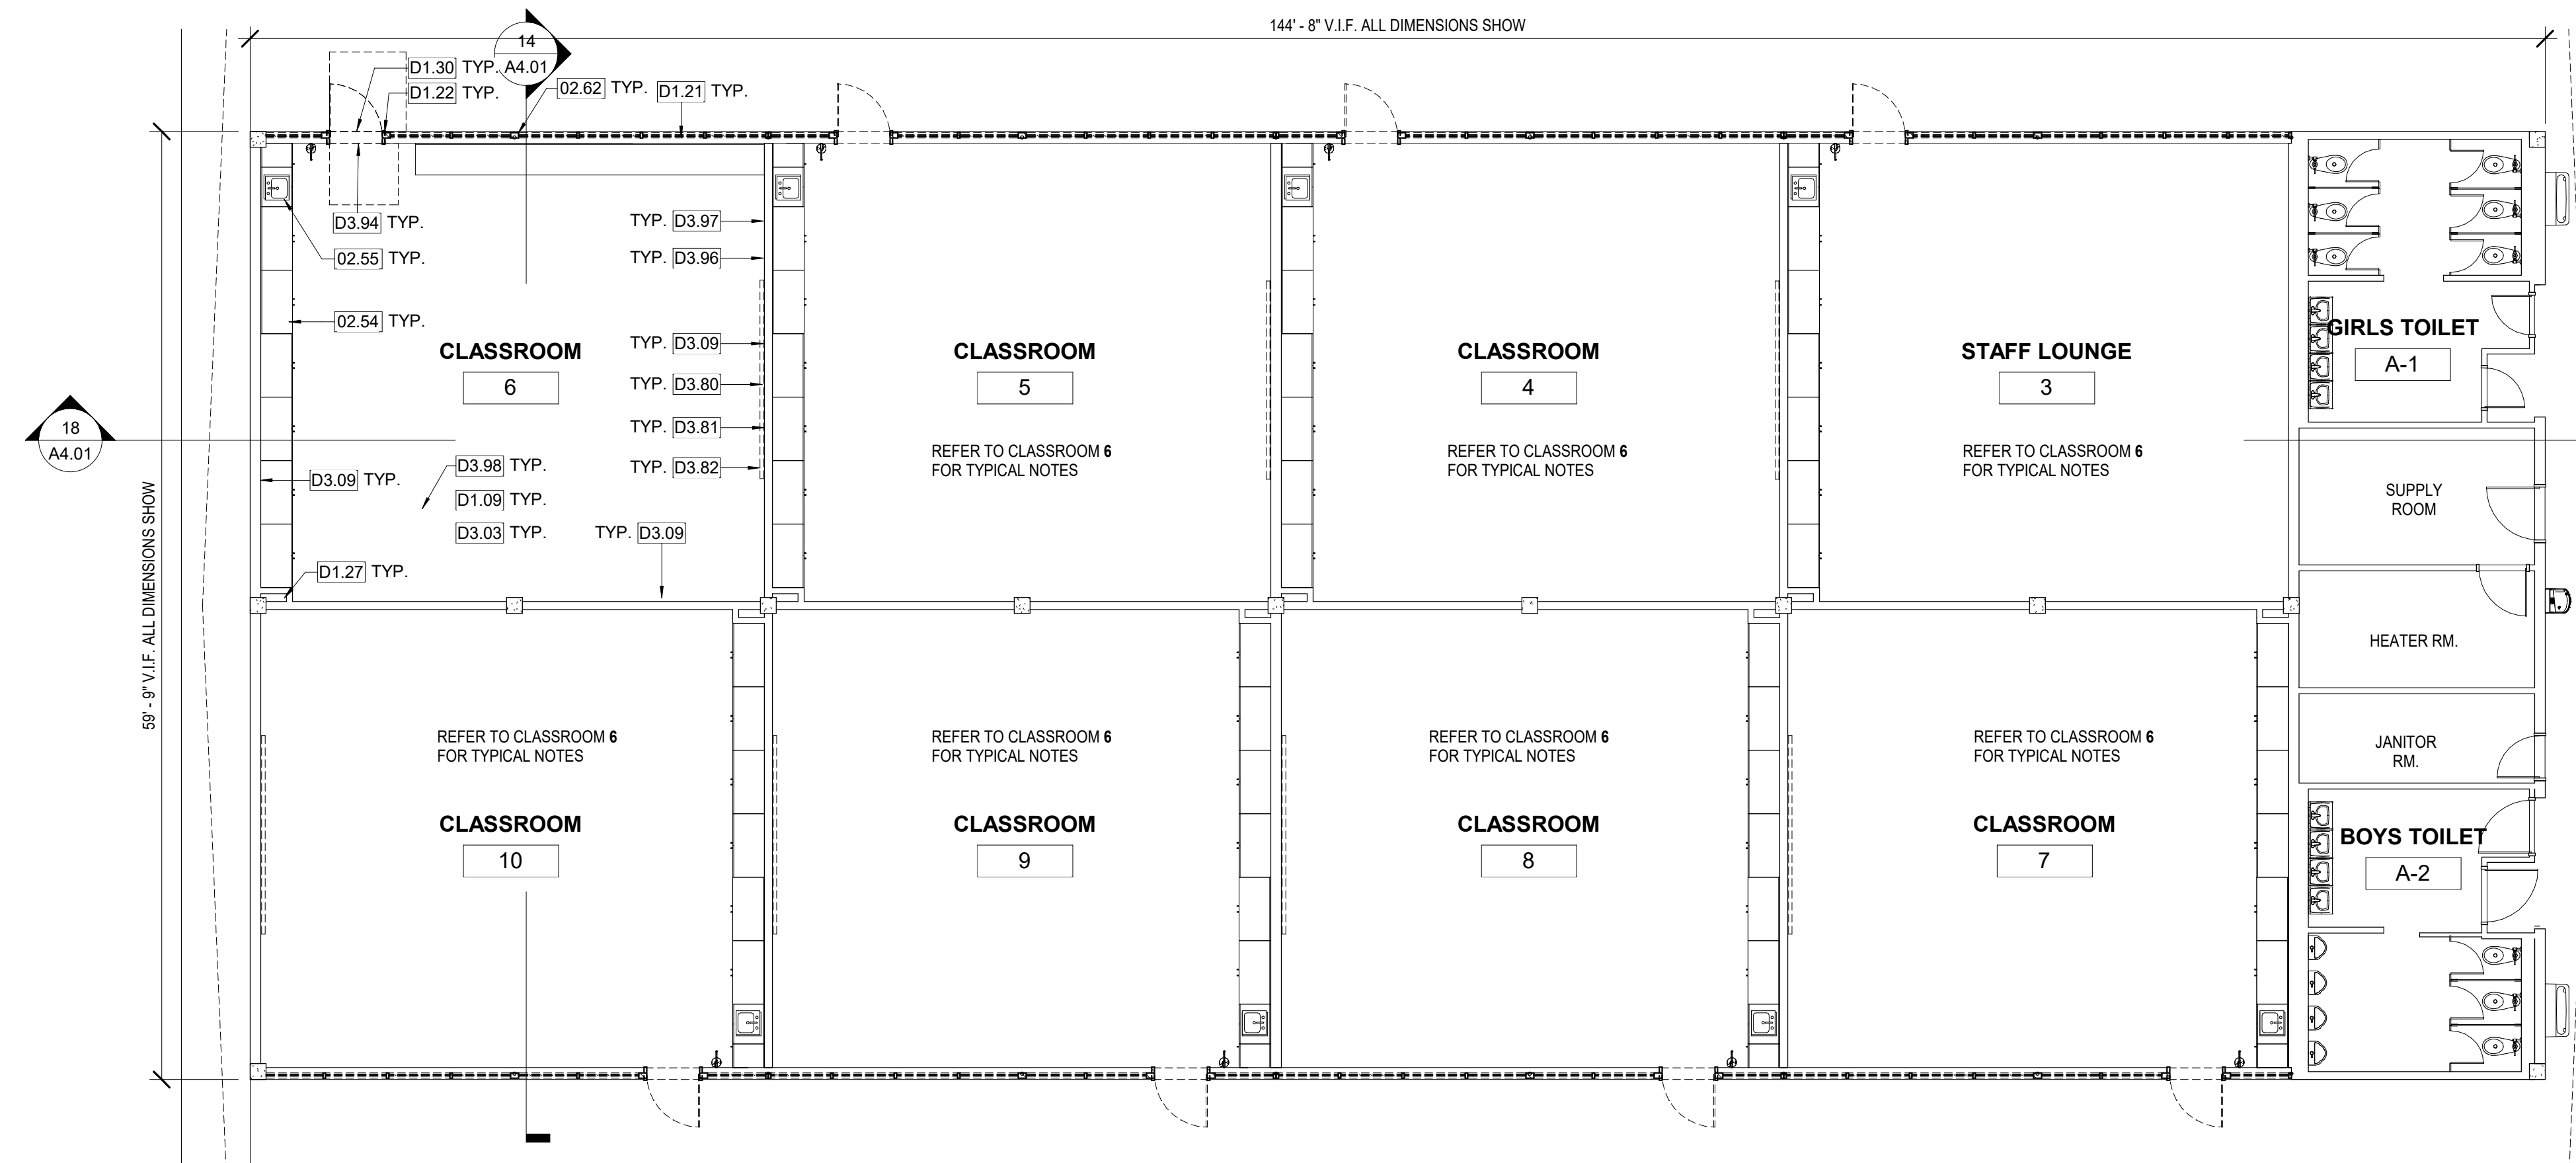 144' - 8" V.I.F. ALL DIMENSIONS SHOW
14
A4.01
D1.30 TYP.
D1.22 TYP.
02.62 TYP.
D1.21 TYP.
D3.94 TYP.
02.55 TYP.
02.54 TYP.
TYP. D3.97
TYP. D3.96
TYP. D3.09
TYP. D3.80
TYP. D3.81
TYP. D3.82
CLASSROOM
6
18
A4.01
D3.09 TYP.
D3.98 TYP.
D1.09 TYP.
D3.03 TYP.
TYP. D3.09
D1.27 TYP.
59' - 9" V.I.F. ALL DIMENSIONS SHOW
CLASSROOM
5
REFER TO CLASSROOM 6
FOR TYPICAL NOTES
CLASSROOM
4
REFER TO CLASSROOM 6
FOR TYPICAL NOTES
STAFF LOUNGE
3
REFER TO CLASSROOM 6
FOR TYPICAL NOTES
GIRLS TOILET
A-1
SUPPLY
ROOM
HEATER RM.
JANITOR
RM.
BOYS TOILET
A-2
REFER TO CLASSROOM 6
FOR TYPICAL NOTES
CLASSROOM
10
REFER TO CLASSROOM 6
FOR TYPICAL NOTES
CLASSROOM
9
REFER TO CLASSROOM 6
FOR TYPICAL NOTES
CLASSROOM
8
REFER TO CLASSROOM 6
FOR TYPICAL NOTES
CLASSROOM
7